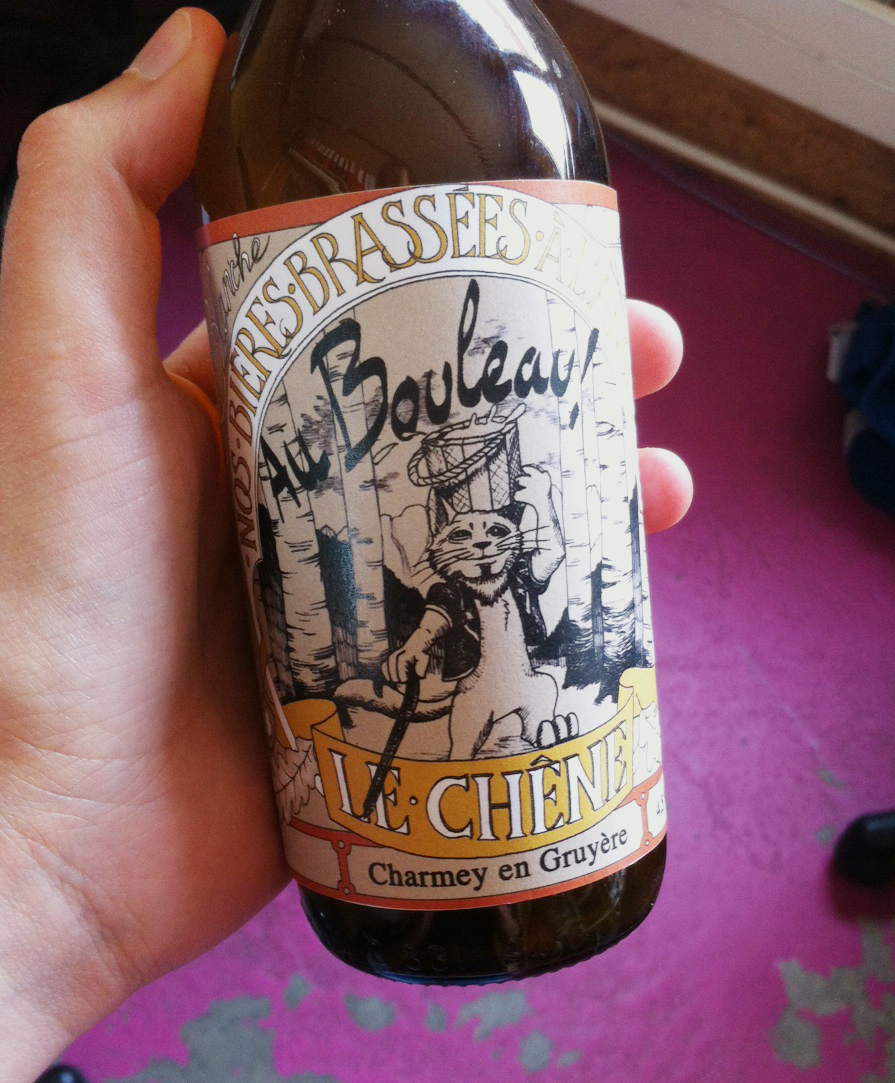 NOS·BIÈRES·BRASSÉES·À
Au Bouleau!
LE·CHÊNE
Charmey en Gruyère